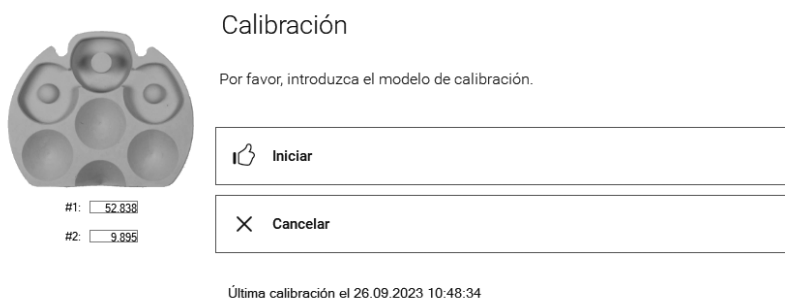 Calibración
Por favor, introduzca el modelo de calibración.
Iniciar
#1: 52.838
Cancelar
#2: 9.895
Última calibración el 26.09.2023 10:48:34